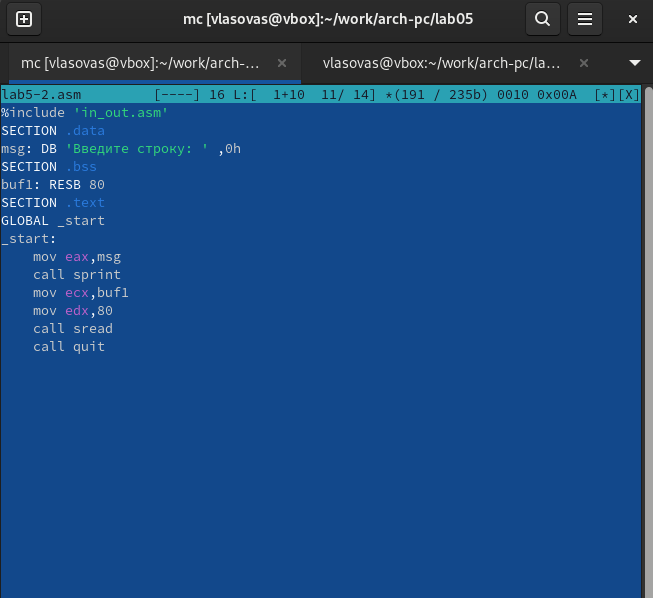 mc [vlasovas@vbox]:~/work/arch-pc/lab05
mc [vlasovas@vbox]:~/work/arch-... vlasovas@vbox:~/work/arch-pc/la...
lab5-2.asm [----] 16 L:[ 1+10 11/ 14] *(191 / 235b) 0010 0x00A [*][X]
%include 'in_out.asm'
SECTION .data
msg: DB 'Введите строку: ' ,0h
SECTION .bss
buf1: RESB 80
SECTION .text
GLOBAL _start
_start:
mov eax,msg
call sprint
mov ecx,buf1
mov edx,80
call sread
call quit